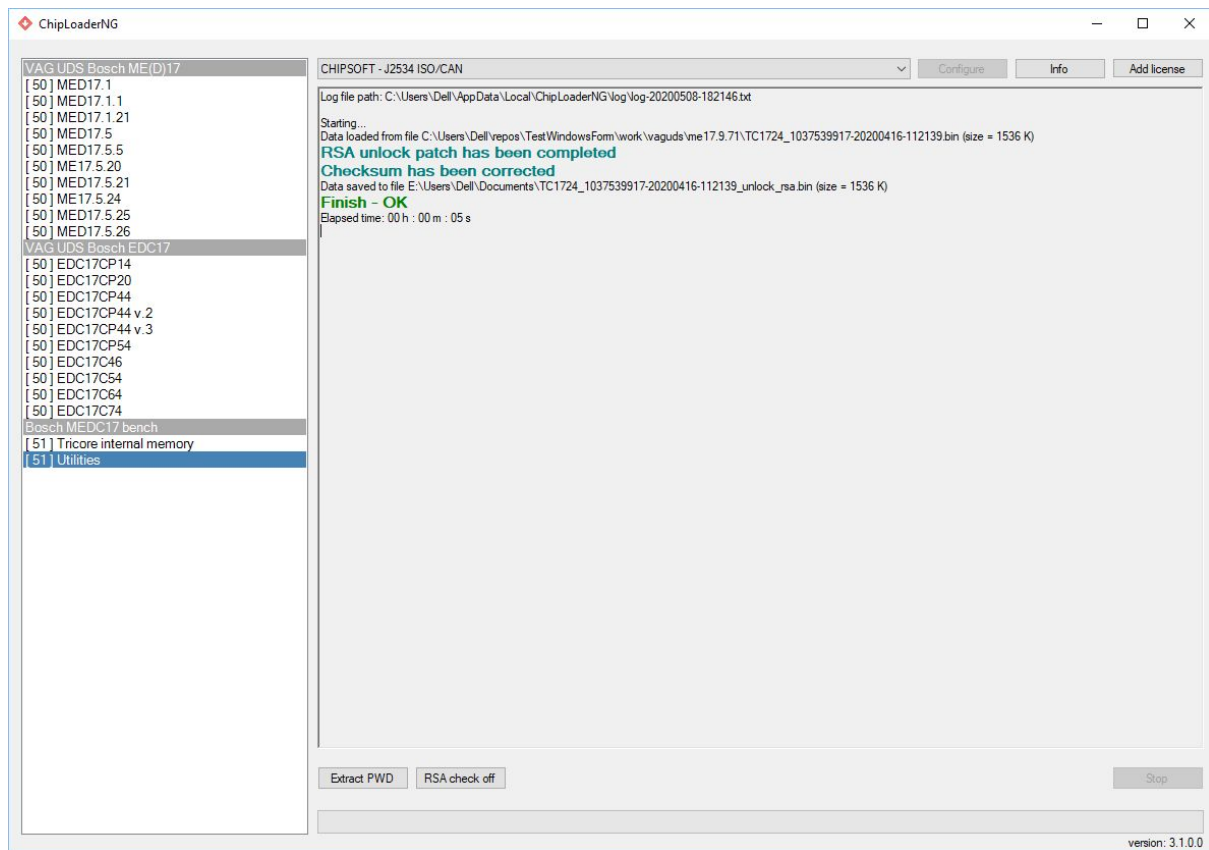 ChipLoaderNG
VAG UDS Bosch ME(D)17
[ 50 ] MED17.1
[ 50 ] MED17.1.1
[ 50 ] MED17.1.21
[ 50 ] MED17.5
[ 50 ] MED17.5.5
[ 50 ] ME17.5.20
[ 50 ] MED17.5.21
[ 50 ] ME17.5.24
[ 50 ] MED17.5.25
[ 50 ] MED17.5.26
VAG UDS Bosch EDC17
[ 50 ] EDC17CP14
[ 50 ] EDC17CP20
[ 50 ] EDC17CP44
[ 50 ] EDC17CP44 v.2
[ 50 ] EDC17CP44 v.3
[ 50 ] EDC17CP54
[ 50 ] EDC17C46
[ 50 ] EDC17C54
[ 50 ] EDC17C64
[ 50 ] EDC17C74
Bosch MEDC17 bench
[ 51 ] Tricore internal memory
[ 51 ] Utilities
CHIPSOFT - J2534 ISO/CAN
Configure
Info
Add license
Log file path: C:\Users\Dell\AppData\Local\ChipLoaderNG\log\log-20200508-182146.txt
Starting...
Data loaded from file C:\Users\Dell\repos\TestWindowsForm\work\vaguds\me17.9.71\TC1724_1037539917-20200416-112139.bin (size = 1536 K)
RSA unlock patch has been completed
Checksum has been corrected
Data saved to file E:\Users\Dell\Documents\TC1724_1037539917-20200416-112139_unlock_rsa.bin (size = 1536 K)
Finish - OK
Elapsed time: 00 h : 00 m : 05 s
Extract PWD
RSA check off
Stop
version: 3.1.0.0